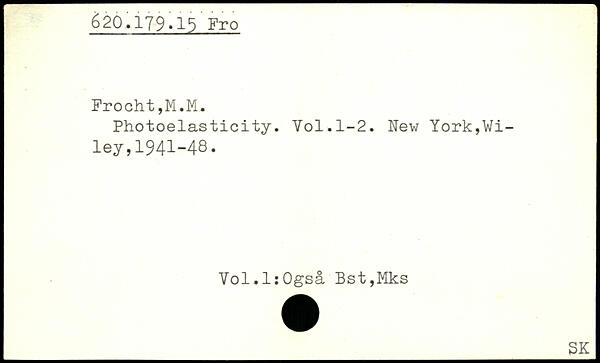 620.179.15 Fro
Frocht,M.M.
Photoelasticity. Vol.1-2. New York,Wi-
ley,1941-48.
Vol.1:Også Bst,Mks
SK